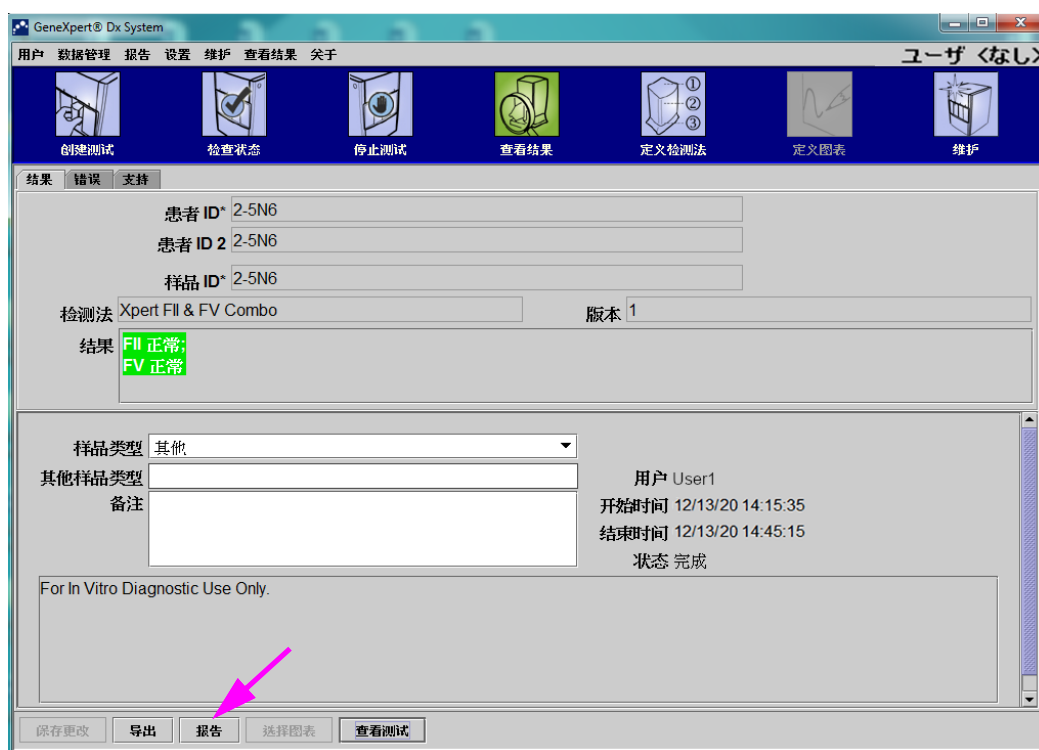 GeneXpert® Dx System
用户 数据管理 报告 设置 维护 查看结果 关于
ユーザ〈なし〉
创建测试 检查状态 停止测试 查看结果 定义检测法 定义图表 维护
结果 错误 支持
患者 ID* 2-5N6
患者 ID 2 2-5N6
样品 ID* 2-5N6
检测法 Xpert FII & FV Combo 版本 1
结果 FII 正常;
FV 正常
样品类型 其他
其他样品类型 用户 User1
备注 开始时间 12/13/20 14:15:35
结束时间 12/13/20 14:45:15
状态 完成
For In Vitro Diagnostic Use Only.
保存更改 导出 报告 选择图表 查看测试